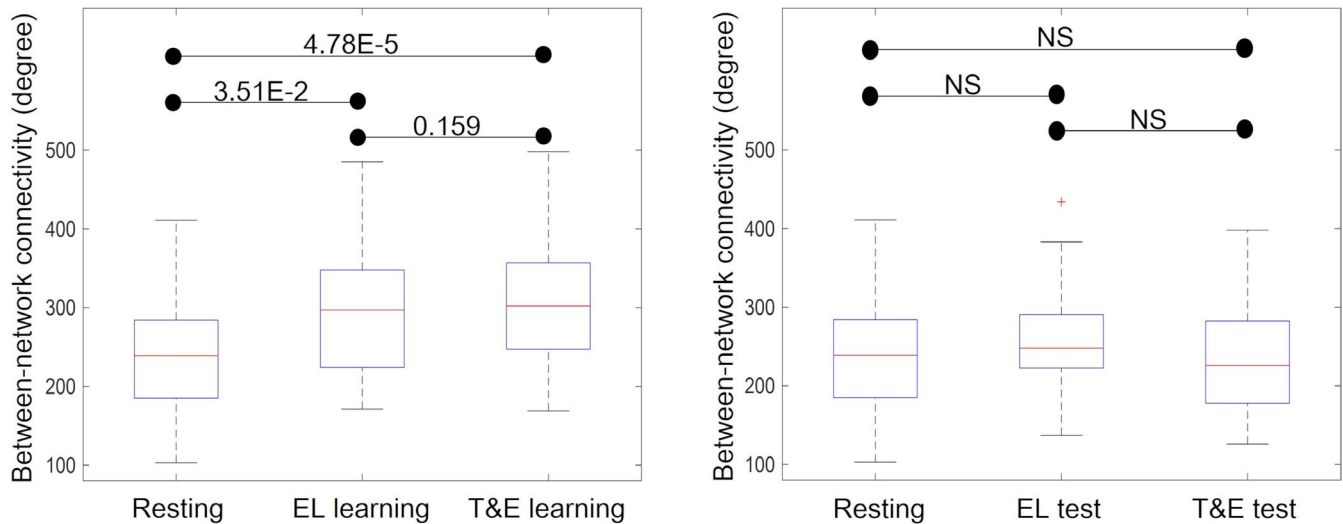 Between-network connectivity (degree)
4.78E-5
3.51E-2
0.159
500
400
300
200
100
Resting
EL learning
T&E learning
Between-network connectivity (degree)
NS
NS
NS
500
400
300
200
100
Resting
EL test
T&E test